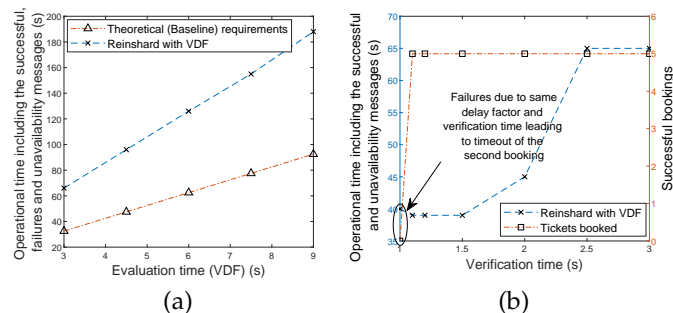 Operational time including the successful,
failures and unavailability messages (s)
200
180
160
140
120
100
80
60
40
20
Theoretical (Baseline) requirements
Reinshard with VDF
3
4
5
6
7
8
9
Evaluation time (VDF) (s)
(a)
Operational time including the successful
and unavailability messages (s)
70
65
60
55
50
45
40
35
Failures due to same
delay factor and
verification time leading
to timeout of the
second booking
Reinshard with VDF
Tickets booked
1
1.5
2
2.5
3
Verification time (s)
6
5
4
3
2
1
0
Successful bookings
(b)